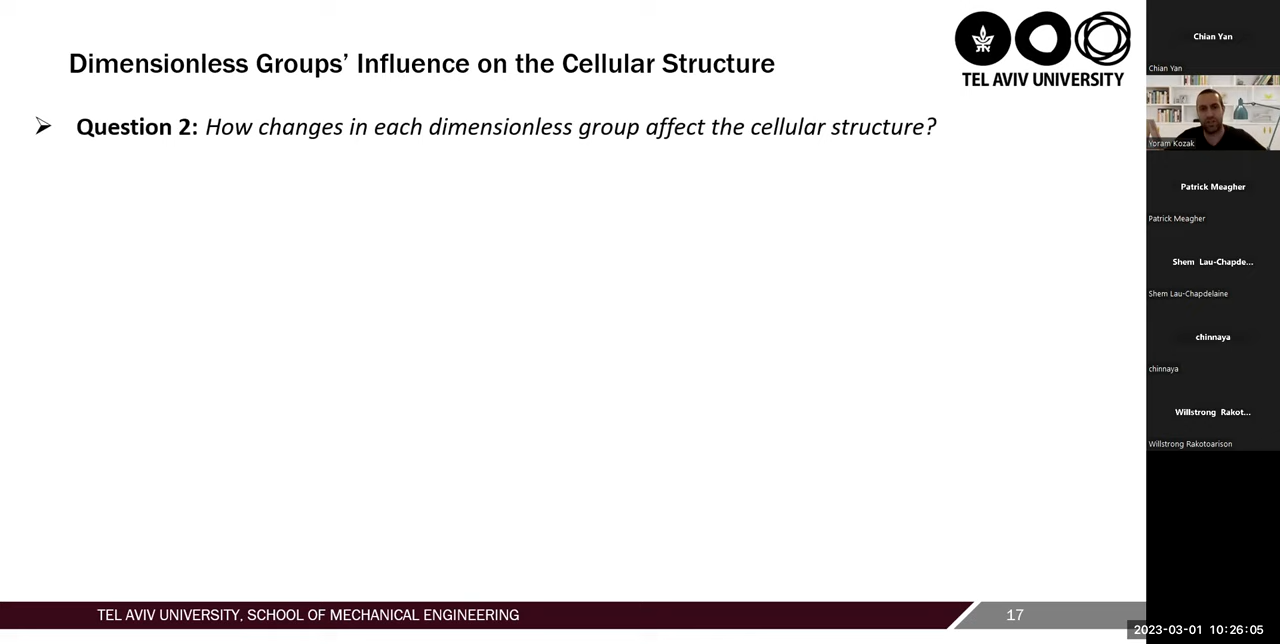 Dimensionless Groups’ Influence on the Cellular Structure
TEL AVIV UNIVERSITY
Question 2: How changes in each dimensionless group affect the cellular structure?
Chian Yan
Chian Yan
Yoram Kozak
Patrick Meagher
Patrick Meagher
Shem Lau-Chapde...
Shem Lau-Chapdelaine
chinnaya
chinnaya
Willstrong Rakot...
Willstrong Rakotoarison
TEL AVIV UNIVERSITY, SCHOOL OF MECHANICAL ENGINEERING
17
2023-03-01 10:26:05